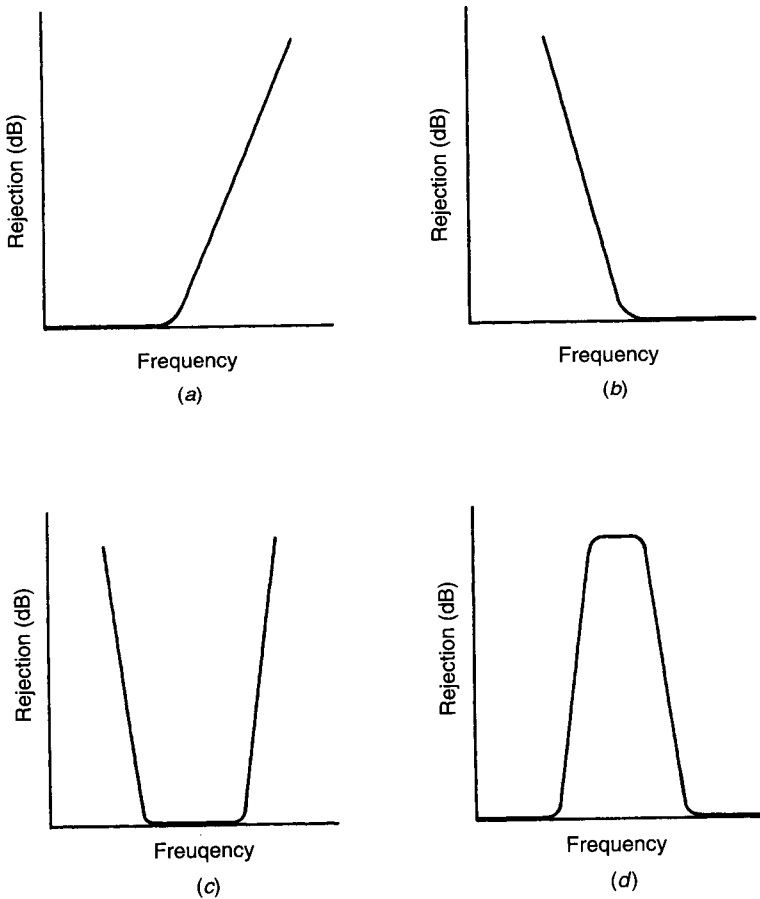 Rejection (dB)
Frequency
(a)
Rejection (dB)
Frequency
(b)
Rejection (dB)
Freuqency
(c)
Rejection (dB)
Frequency
(d)